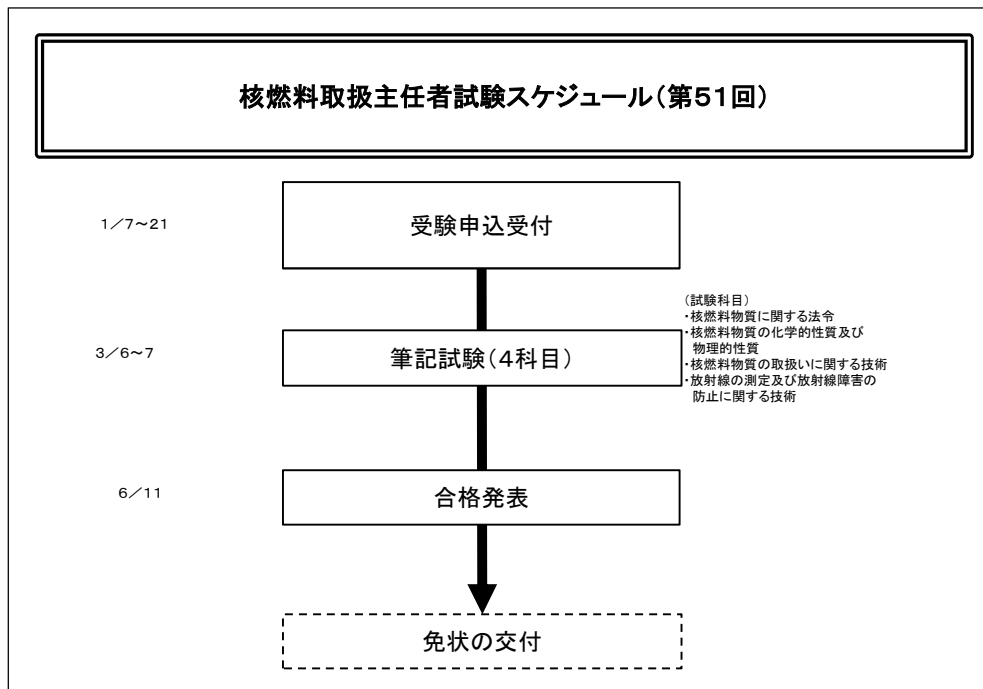 核燃料取扱主任者試験スケジュール(第51回)
1/7~21
受験申込受付
3/6~7
筆記試験(4科目)
(試験科目)
・核燃料物質に関する法令
・核燃料物質の化学的性質及び
物理的性質
・核燃料物質の取扱いに関する技術
・放射線の測定及び放射線障害の
防止に関する技術
6/11
合格発表
免状の交付